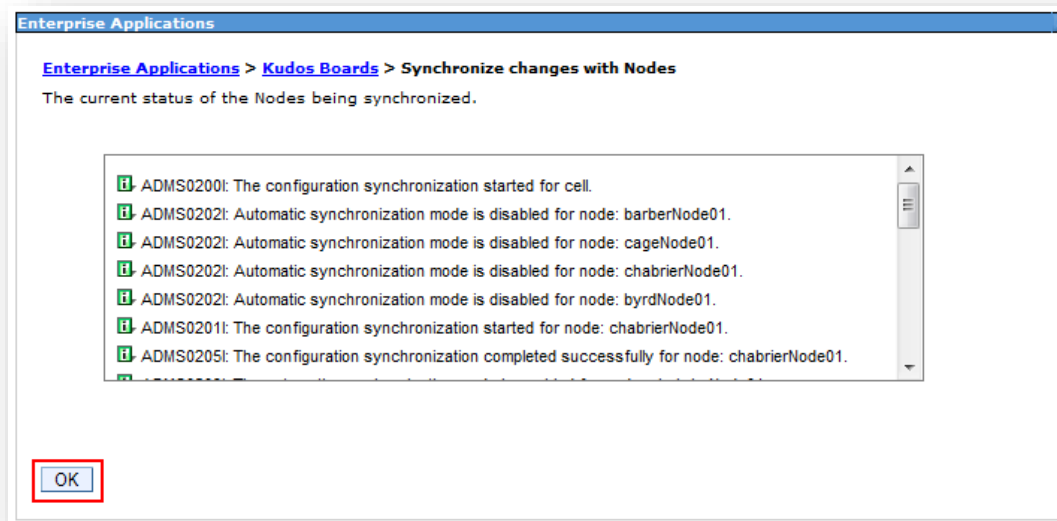 Enterprise Applications
Enterprise Applications > Kudos Boards > Synchronize changes with Nodes
The current status of the Nodes being synchronized.
ADMS0200I: The configuration synchronization started for cell.
ADMS0202I: Automatic synchronization mode is disabled for node: barberNode01.
ADMS0202I: Automatic synchronization mode is disabled for node: cageNode01.
ADMS0202I: Automatic synchronization mode is disabled for node: chabrierNode01.
ADMS0202I: Automatic synchronization mode is disabled for node: byrdNode01.
ADMS0201I: The configuration synchronization started for node: chabrierNode01.
ADMS0205I: The configuration synchronization completed successfully for node: chabrierNode01.
OK